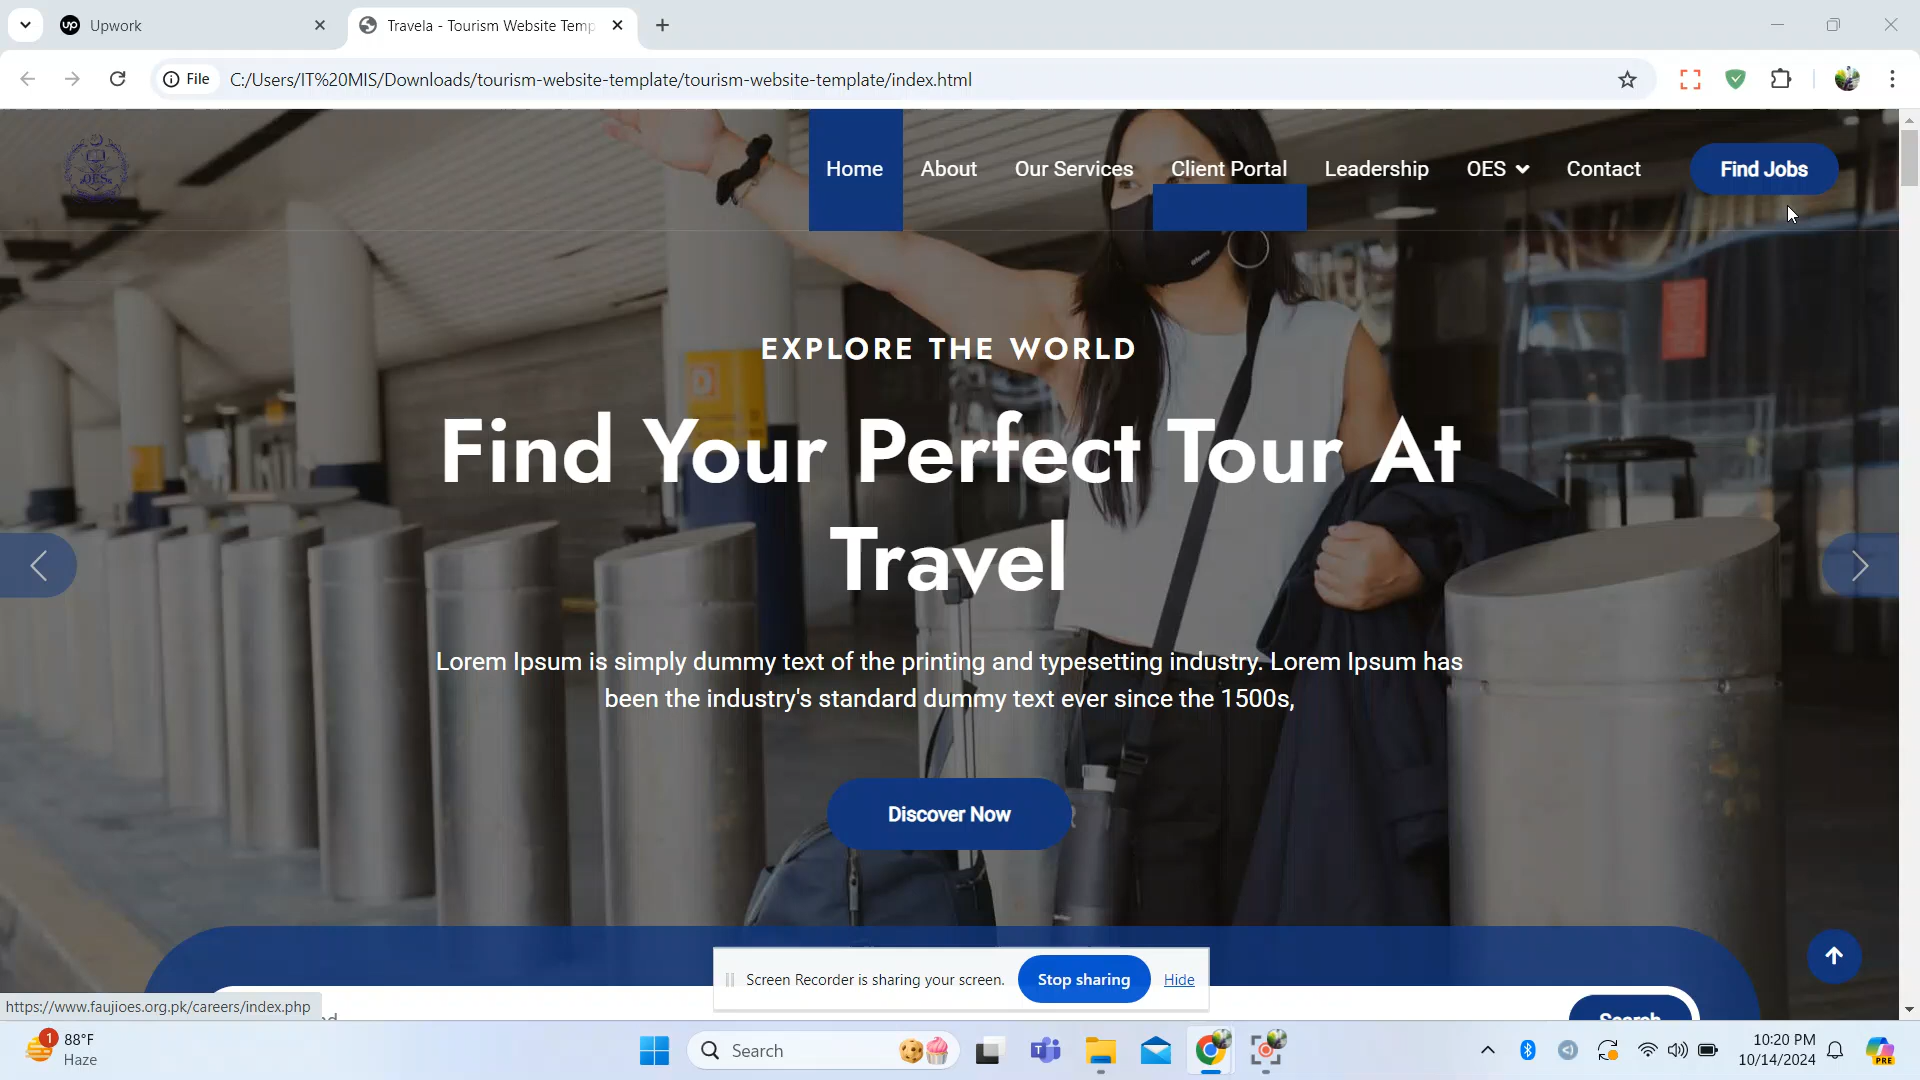 Upwork
Travela - Tourism Website Temp
File
C:/Users/IT%20MIS/Downloads/tourism-website-template/tourism-website-template/index.html
OES
Home
About
Our Services
Client Portal
Leadership
OES
Contact
Find Jobs
D
EXPLORE THE WORLD
Find Your Perfect Tour At
Travel
Lorem Ipsum is simply dummy text of the printing and typesetting industry. Lorem Ipsum has
been the industry's standard dummy text ever since the 1500s,
Discover Now
Screen Recorder is sharing your screen.
Stop sharing
Hide
https://www.faujioes.org.pk/careers/index.php
Search
1
88°F
Haze
Search
10:20 PM
10/14/2024
PRE